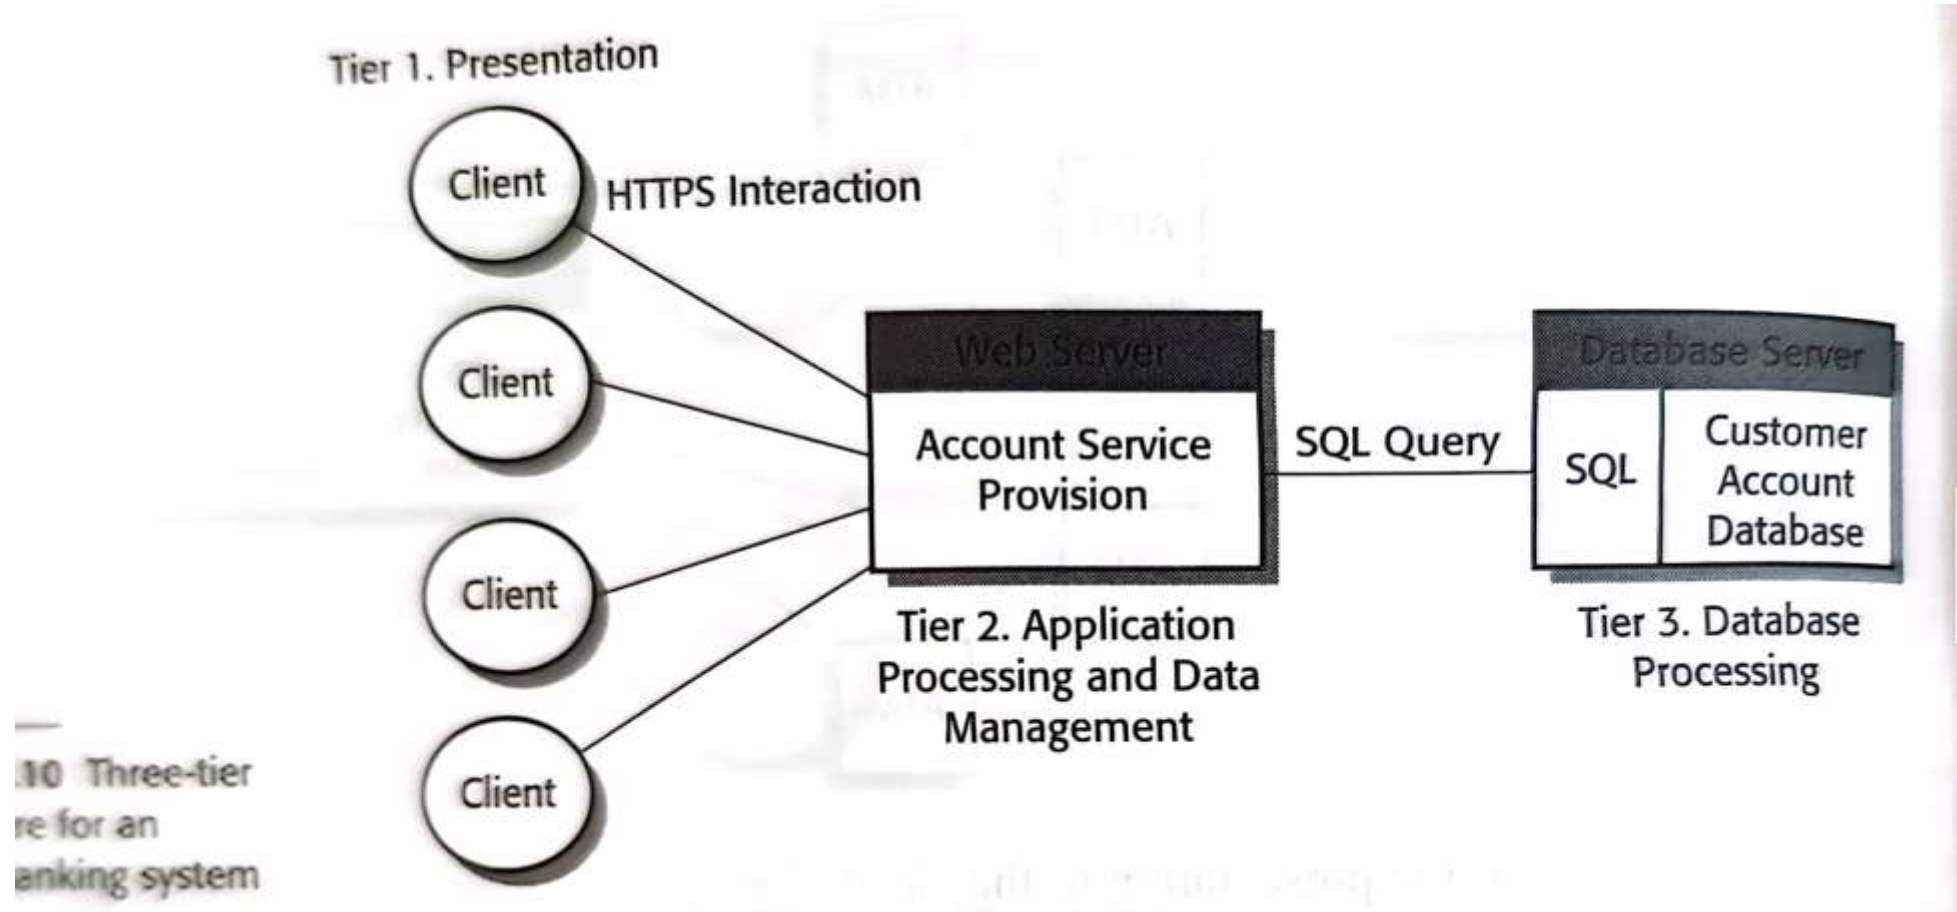 Tier 1. Presentation
Client
HTTPS Interaction
Client
Client
Client
Web Server
Account Service
Provision
Tier 2. Application
Processing and Data
Management
SQL Query
Database Server
SQL
Customer
Account
Database
Tier 3. Database
Processing
.10 Three-tier
re for an
anking system